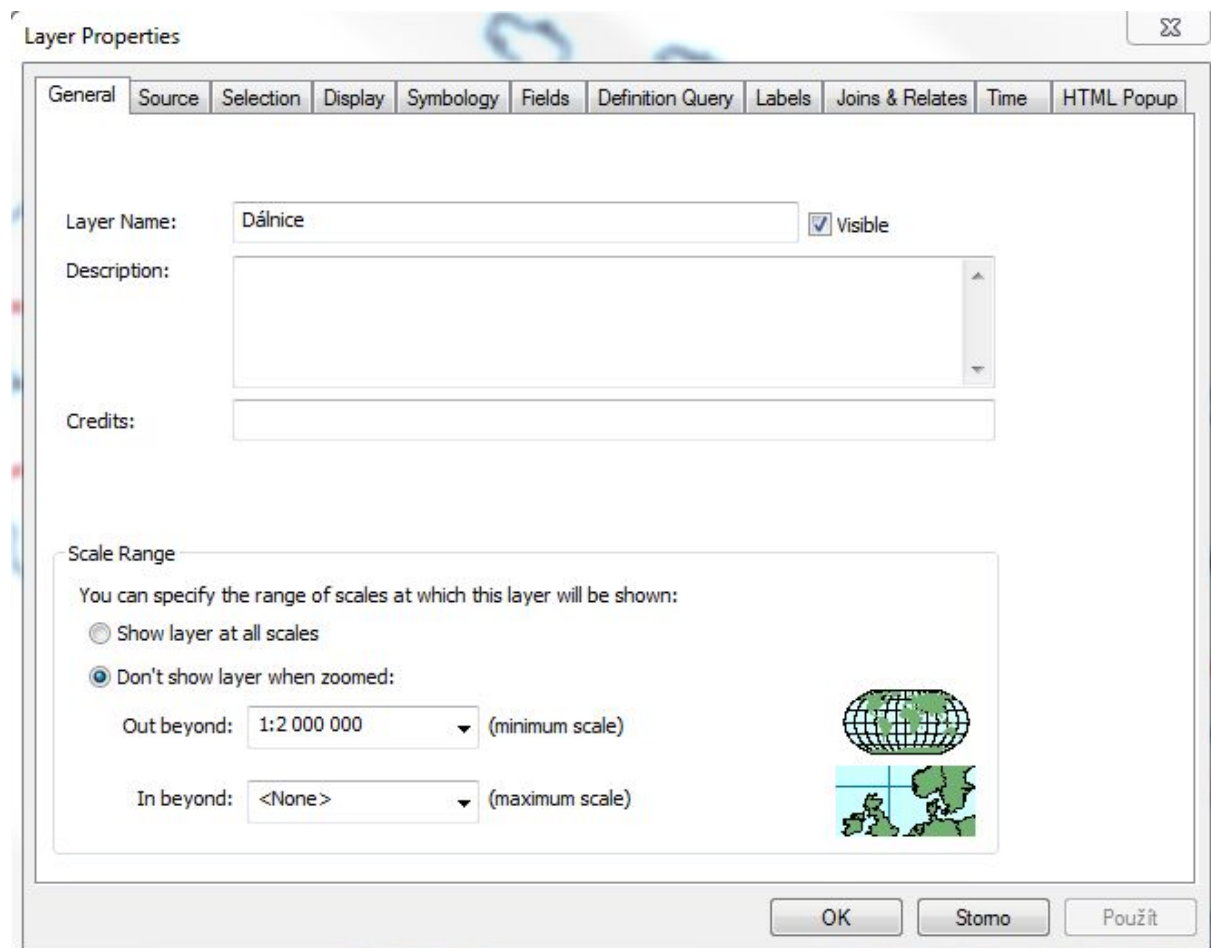 Layer Properties
General Source Selection Display Symbology Fields Definition Query Labels Joins & Relates Time HTML Popup
Layer Name: Dálnice Visible
Description:
Credits:
Scale Range
You can specify the range of scales at which this layer will be shown:
Show layer at all scales
Don't show layer when zoomed:
Out beyond: 1:2 000 000 (minimum scale)
In beyond: <None> (maximum scale)
OK Storno Použít